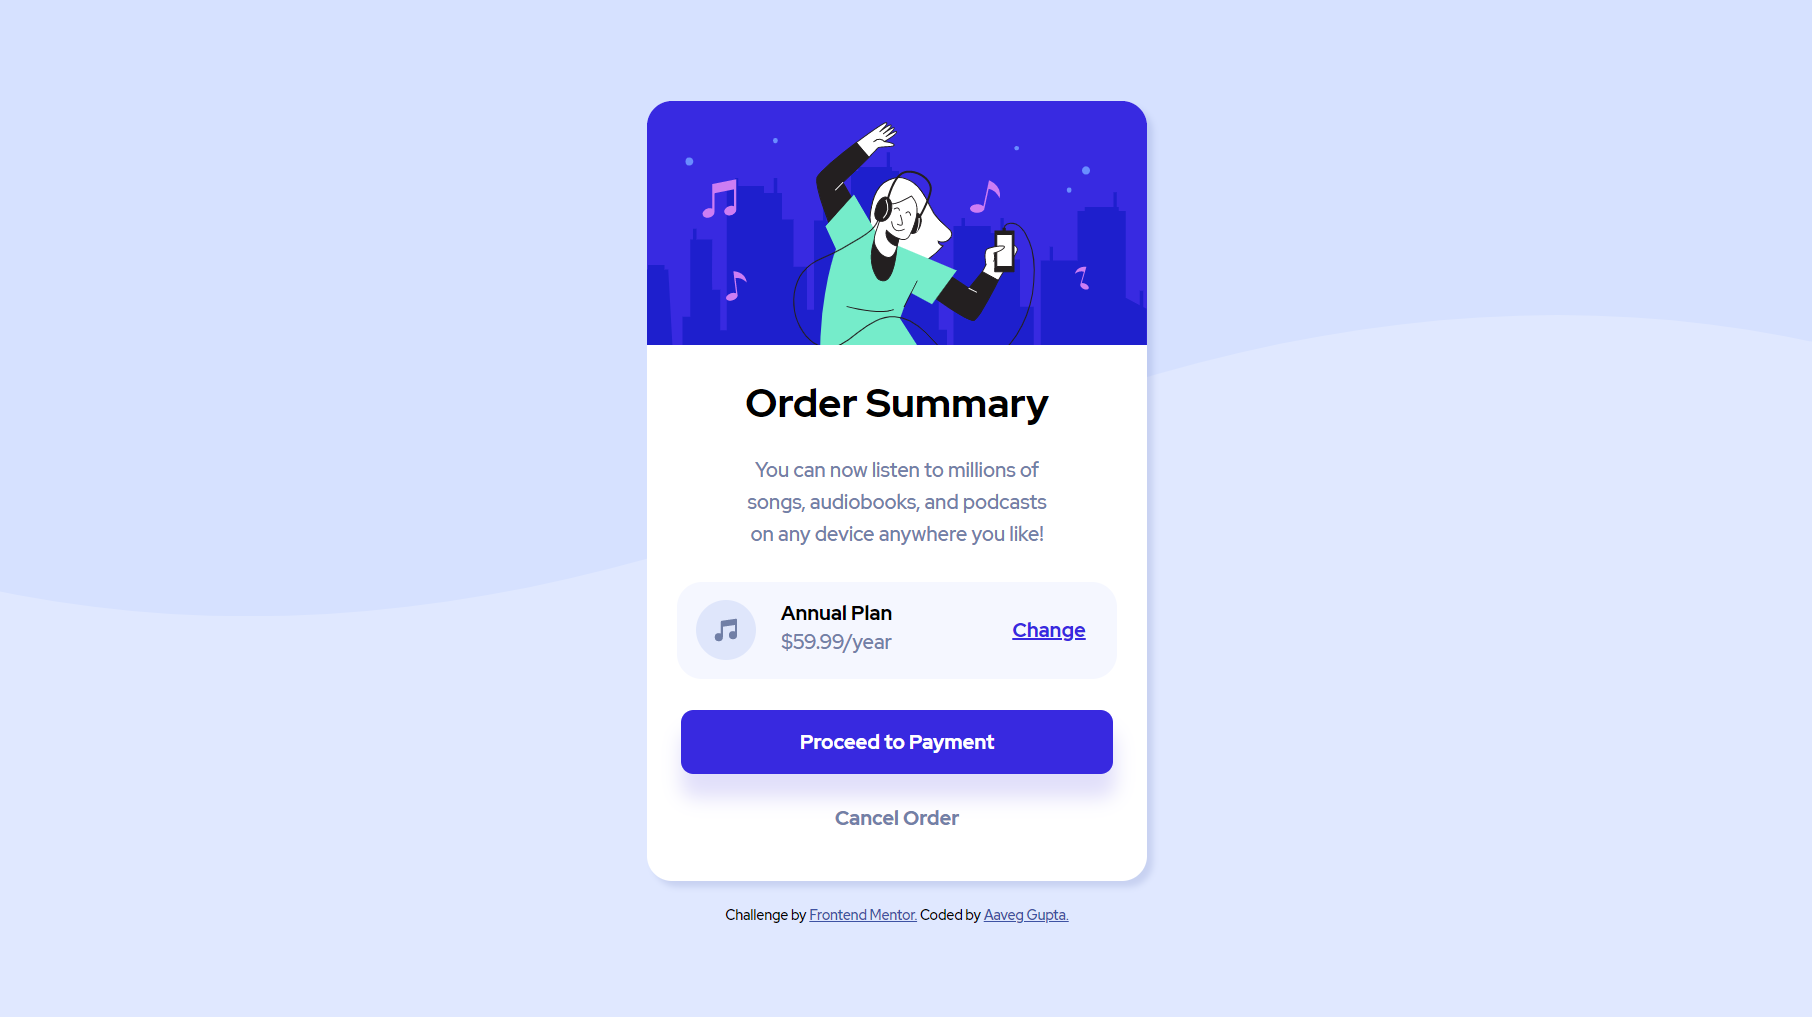 Order Summary
You can now listen to millions of
songs, audiobooks, and podcasts
on any device anywhere you like!
Annual Plan
$59.99/year
Change
Proceed to Payment
Cancel Order
Challenge by Frontend Mentor. Coded by Aaveg Gupta.